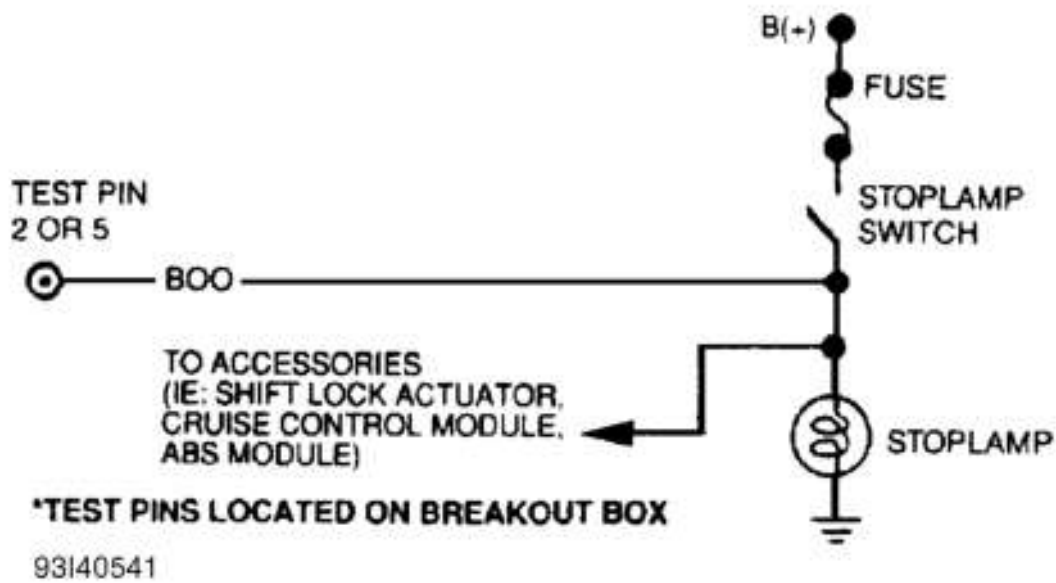 B(+)
FUSE
TEST PIN
2 OR 5
STOPLAMP
SWITCH
BOO
TO ACCESSORIES
(IE: SHIFT LOCK ACTUATOR,
CRUISE CONTROL MODULE,
ABS MODULE)
STOPLAMP
*TEST PINS LOCATED ON BREAKOUT BOX
93I40541